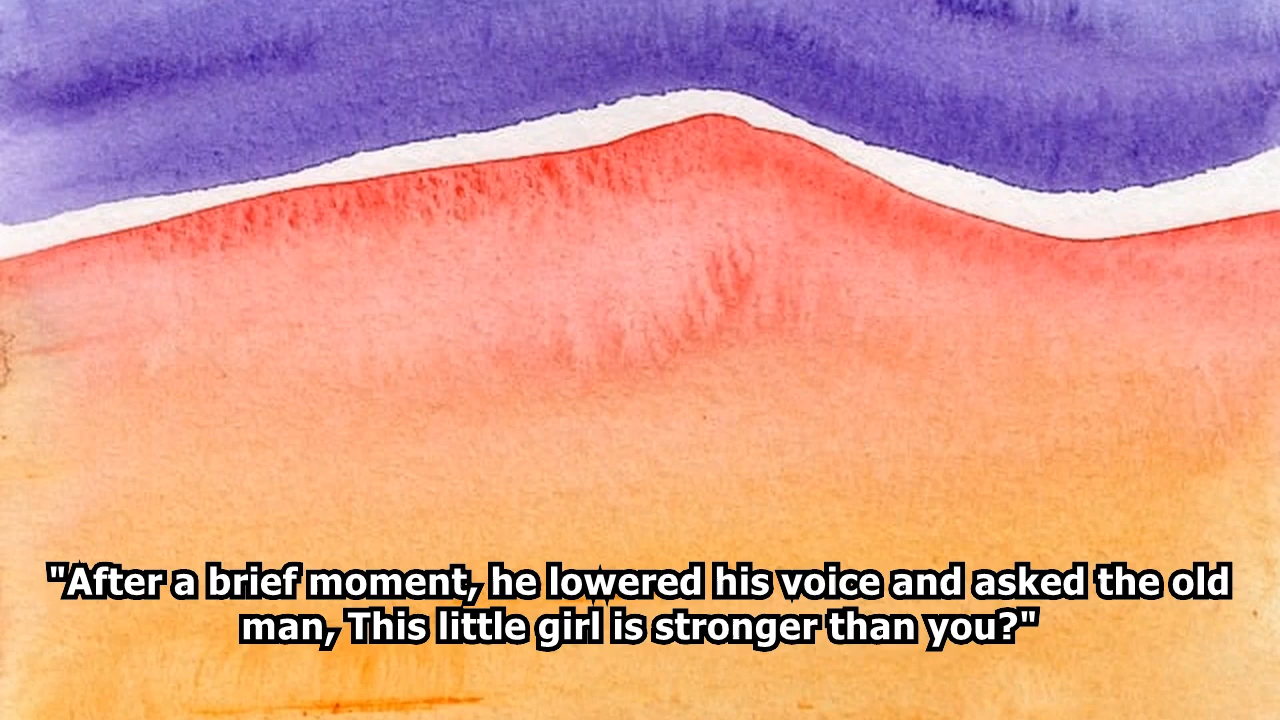 "After a brief moment, he lowered his voice and asked the old
man, This little girl is stronger than you?"